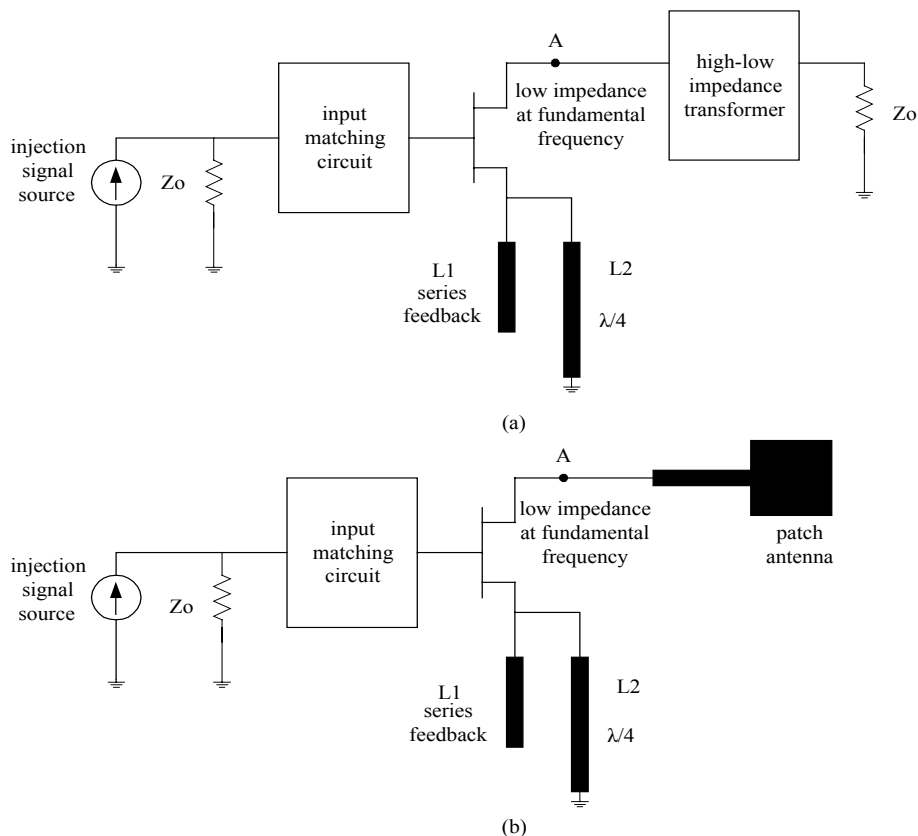 A
high-low
impedance
transformer
low impedance
at fundamental
frequency
Zo
input
matching
circuit
injection
signal
source
Zo
L1
series
feedback
L2
λ/4
(a)
A
low impedance
at fundamental
frequency
patch
antenna
input
matching
circuit
injection
signal
source
Zo
L1
series
feedback
L2
λ/4
(b)